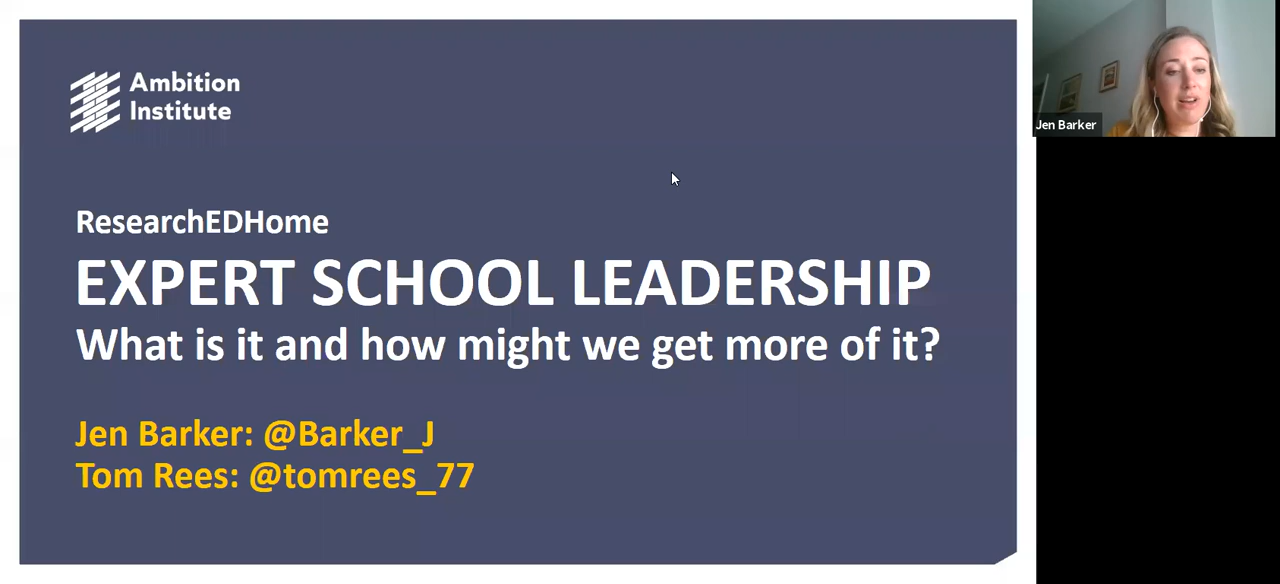 Ambition
Institute
ResearchEDHome
EXPERT SCHOOL LEADERSHIP
What is it and how might we get more of it?
Jen Barker: @Barker_J
Tom Rees: @tomrees_77
Jen Barker